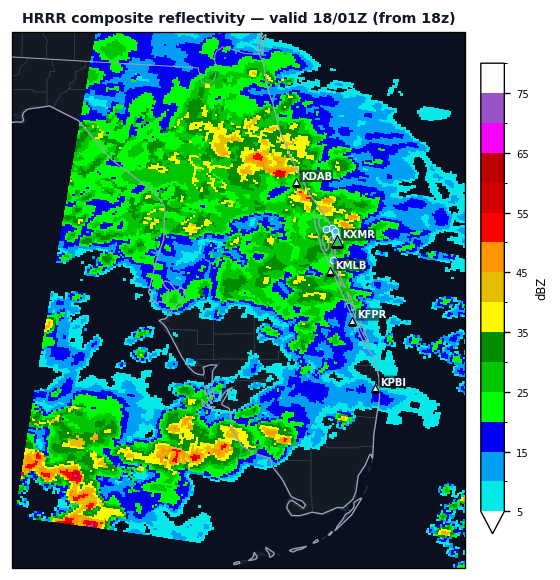 HRRR composite reflectivity — valid 18/01Z (from 18z)
KDAB
KXMR
KMLB
KFPR
KPBI
75
65
55
45
35
25
15
5
dBZ